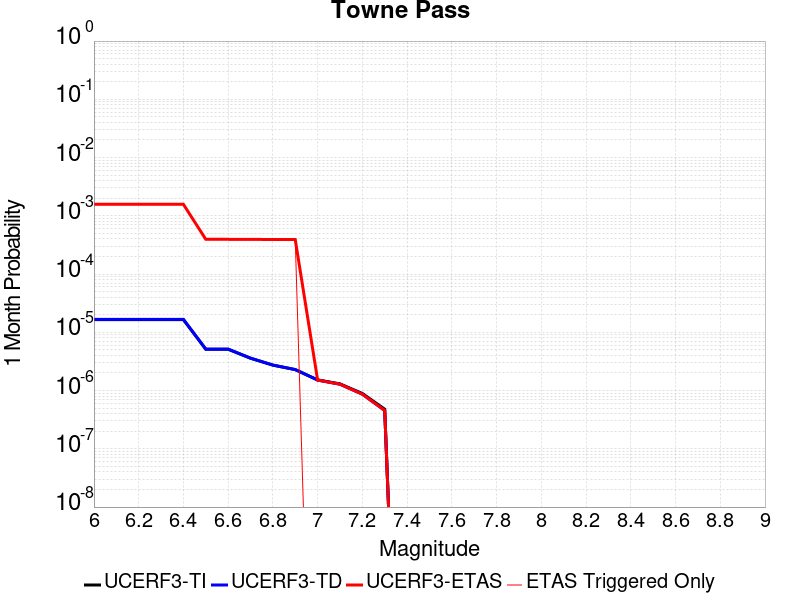 Towne Pass
10^0
10^-1
10^-2
10^-3
10^-4
10^-5
10^-6
10^-7
10^-8
1 Month Probability
6 6.2 6.4 6.6 6.8 7 7.2 7.4 7.6 7.8 8 8.2 8.4 8.6 8.8 9
Magnitude
UCERF3-TI UCERF3-TD UCERF3-ETAS ETAS Triggered Only